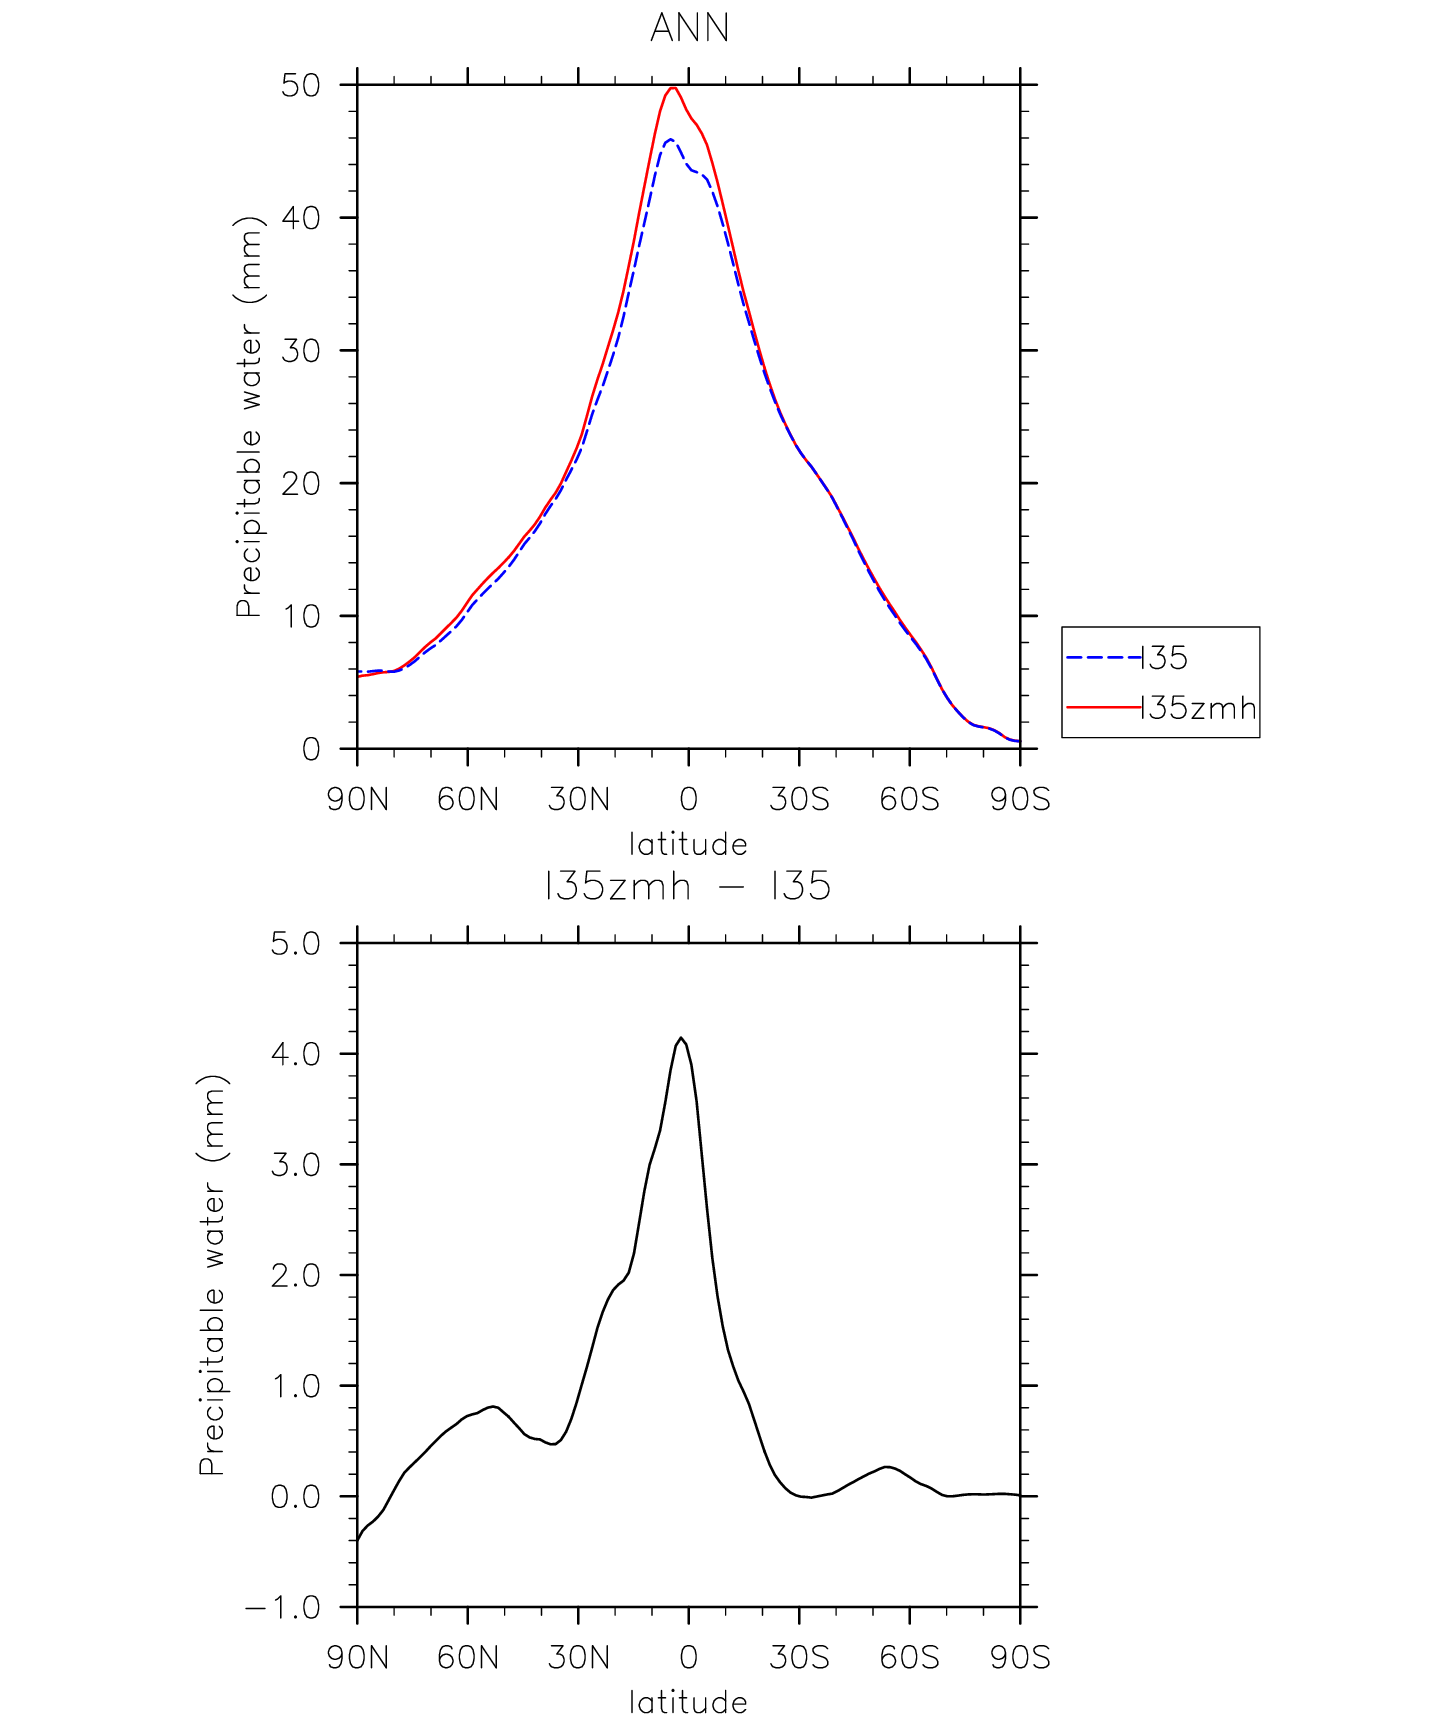 ANN
50
40
30
20
10
0
Precipitable water (mm)
90N 60N 30N 0 30S 60S 90S
latitude
I35
I35zmh
I35zmh − I35
5.0
4.0
3.0
2.0
1.0
0.0
−1.0
Precipitable water (mm)
90N 60N 30N 0 30S 60S 90S
latitude